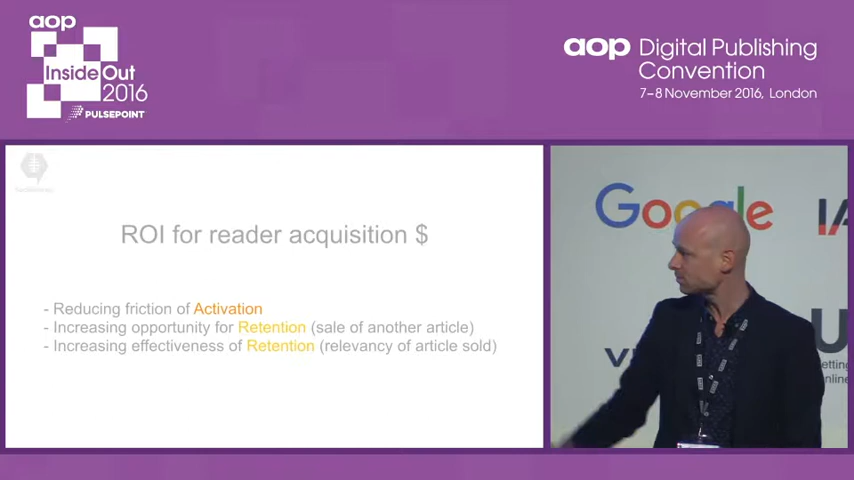 aop
InsideOut
2016
PULSEPOINT
aop Digital Publishing
Convention
7–8 November 2016, London
ROI for reader acquisition $
- Reducing friction of Activation
- Increasing opportunity for Retention (sale of another article)
- Increasing effectiveness of Retention (relevancy of article sold)
Google